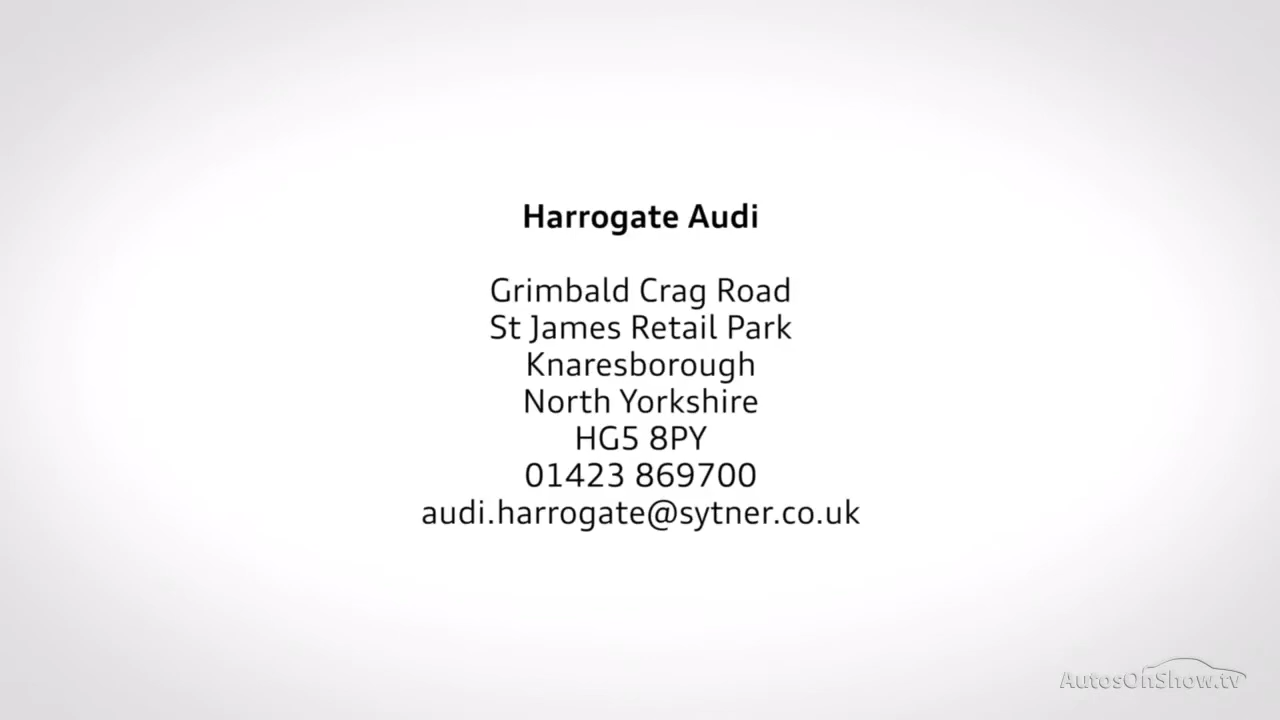 Harrogate Audi
Grimbald Crag Road
St James Retail Park
Knaresborough
North Yorkshire
HG5 8PY
01423 869700
audi.harrogate@sytner.co.uk
AutosOnShow.tv